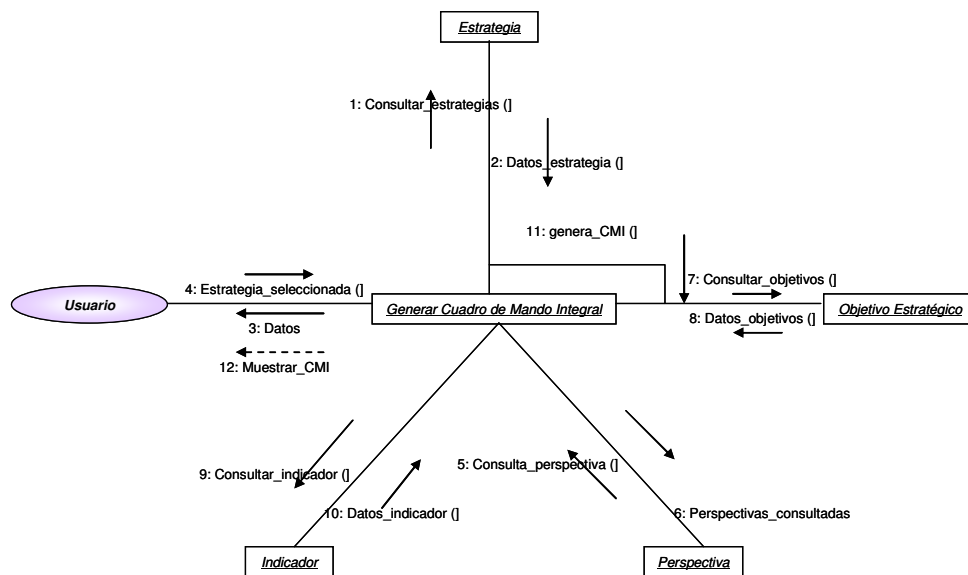 Estrategia
1: Consultar_estrategias (]
2: Datos_estrategia (]
11: genera_CMI (]
7: Consultar_objetivos (]
4: Estrategia_seleccionada (]
Usuario
Generar Cuadro de Mando Integral
Objetivo Estratégico
3: Datos
8: Datos_objetivos (]
12: Muestrar_CMI
5: Consulta_perspectiva (]
9: Consultar_indicador (]
10: Datos_indicador (]
6: Perspectivas_consultadas
Indicador
Perspectiva